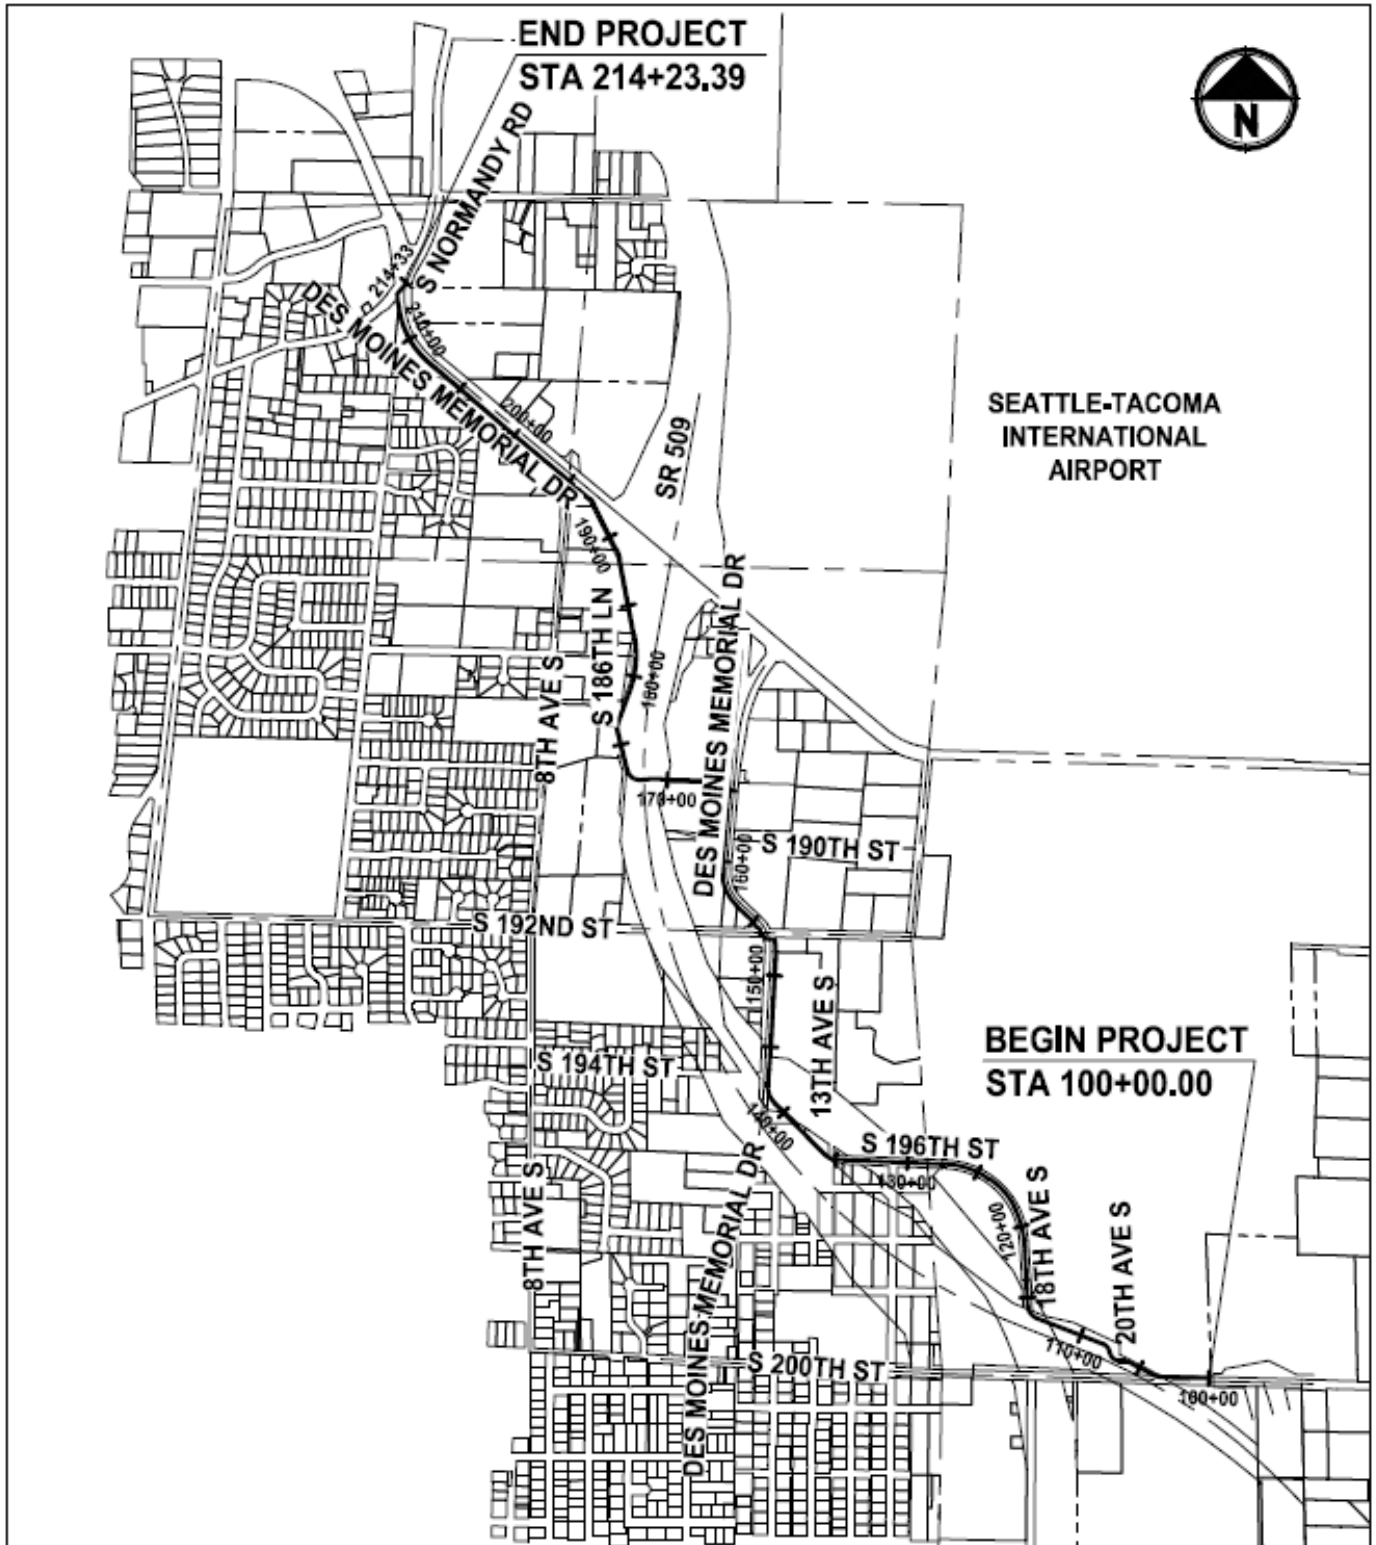 END PROJECT
STA 214+23.39
N
S NORMANDY RD
214+33
DES MOINES MEMORIAL DR
210+00
200+00
SR 509
SEATTLE-TACOMA
INTERNATIONAL
AIRPORT
190+00
DES MOINES MEMORIAL DR
S 186TH LN
8TH AVE S
180+00
170+00
160+00
S 190TH ST
S 192ND ST
150+00
13TH AVE S
BEGIN PROJECT
STA 100+00.00
S 194TH ST
140+00
S 196TH ST
130+00
8TH AVE S
DES MOINES MEMORIAL DR
120+00
18TH AVE S
20TH AVE S
110+00
S 200TH ST
100+00